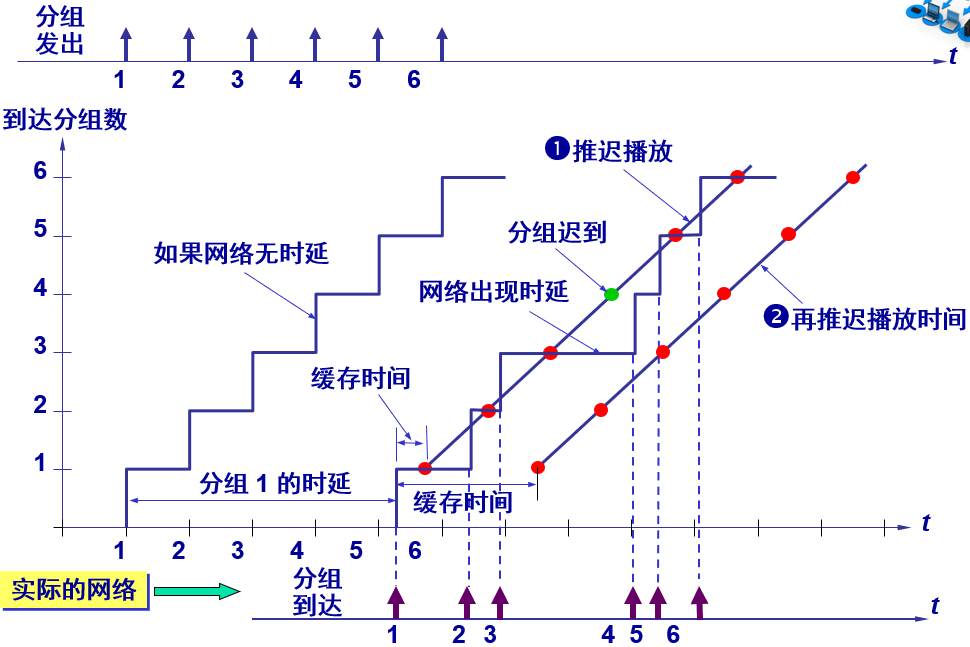 分组
发出
t
1 2 3 4 5 6
到达分组数
6
5
4
3
2
1
❶推迟播放
分组迟到
如果网络无时延
网络出现时延
❷再推迟播放时间
缓存时间
分组 1 的时延
缓存时间
t
1 2 3 4 5 6
实际的网络
分组
到达
t
1 2 3 4 5 6